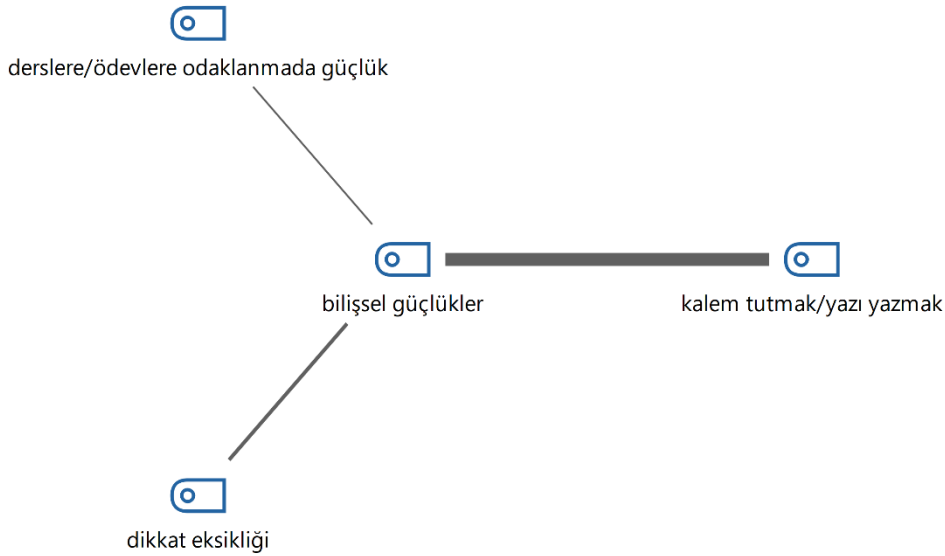 derslere/ödevlere odaklanmada güçlük
bilişsel güçlükler
kalem tutmak/yazı yazmak
dikkat eksikliği